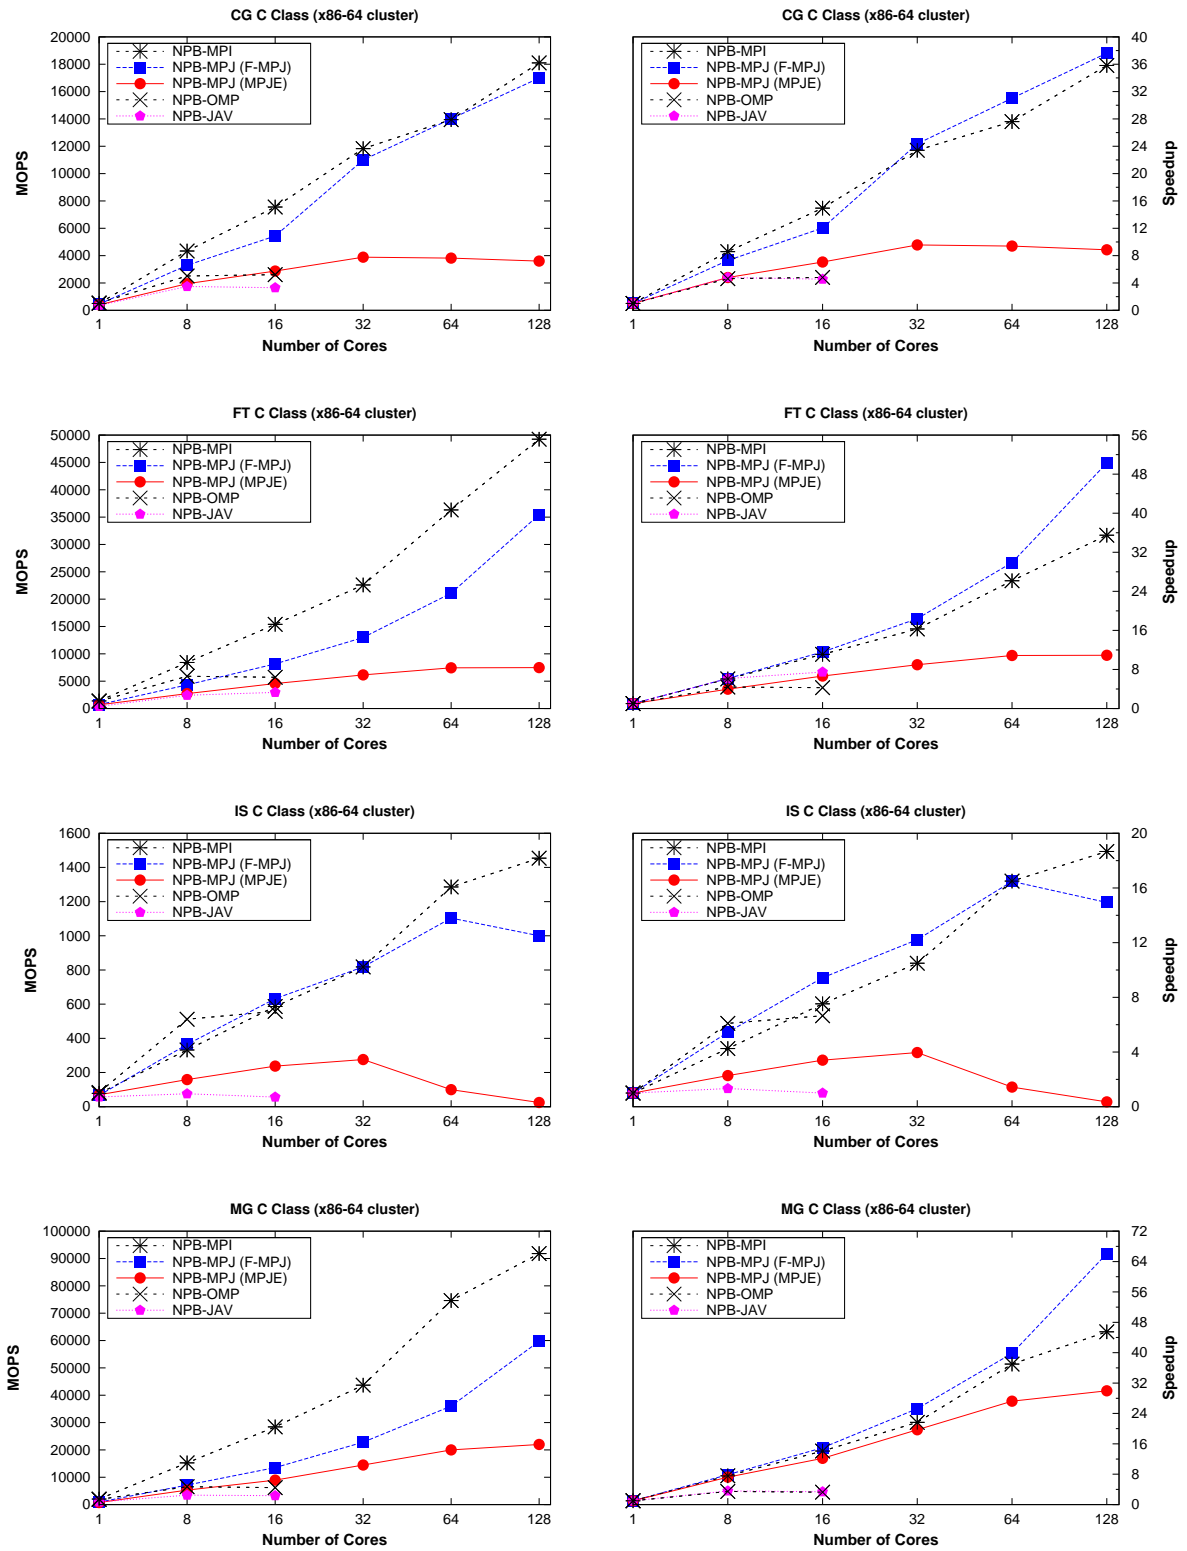 CG C Class (x86-64 cluster)
20000
18000
16000
14000
12000
10000
8000
6000
4000
2000
0
MOPS
NPB-MPI
NPB-MPJ (F-MPJ)
NPB-MPJ (MPJE)
NPB-OMP
NPB-JAV
1 8 16 32 64 128
Number of Cores
CG C Class (x86-64 cluster)
NPB-MPI
NPB-MPJ (F-MPJ)
NPB-MPJ (MPJE)
NPB-OMP
NPB-JAV
40
36
32
28
24
20
16
12
8
4
0
Speedup
1 8 16 32 64 128
Number of Cores
FT C Class (x86-64 cluster)
50000
45000
40000
35000
30000
25000
20000
15000
10000
5000
0
MOPS
NPB-MPI
NPB-MPJ (F-MPJ)
NPB-MPJ (MPJE)
NPB-OMP
NPB-JAV
1 8 16 32 64 128
Number of Cores
FT C Class (x86-64 cluster)
NPB-MPI
NPB-MPJ (F-MPJ)
NPB-MPJ (MPJE)
NPB-OMP
NPB-JAV
56
48
40
32
24
16
8
0
Speedup
1 8 16 32 64 128
Number of Cores
IS C Class (x86-64 cluster)
1600
1400
1200
1000
800
600
400
200
0
MOPS
NPB-MPI
NPB-MPJ (F-MPJ)
NPB-MPJ (MPJE)
NPB-OMP
NPB-JAV
1 8 16 32 64 128
Number of Cores
IS C Class (x86-64 cluster)
NPB-MPI
NPB-MPJ (F-MPJ)
NPB-MPJ (MPJE)
NPB-OMP
NPB-JAV
20
16
12
8
4
0
Speedup
1 8 16 32 64 128
Number of Cores
MG C Class (x86-64 cluster)
100000
90000
80000
70000
60000
50000
40000
30000
20000
10000
0
MOPS
NPB-MPI
NPB-MPJ (F-MPJ)
NPB-MPJ (MPJE)
NPB-OMP
NPB-JAV
1 8 16 32 64 128
Number of Cores
MG C Class (x86-64 cluster)
NPB-MPI
NPB-MPJ (F-MPJ)
NPB-MPJ (MPJE)
NPB-OMP
NPB-JAV
72
64
56
48
40
32
24
16
8
0
Speedup
1 8 16 32 64 128
Number of Cores